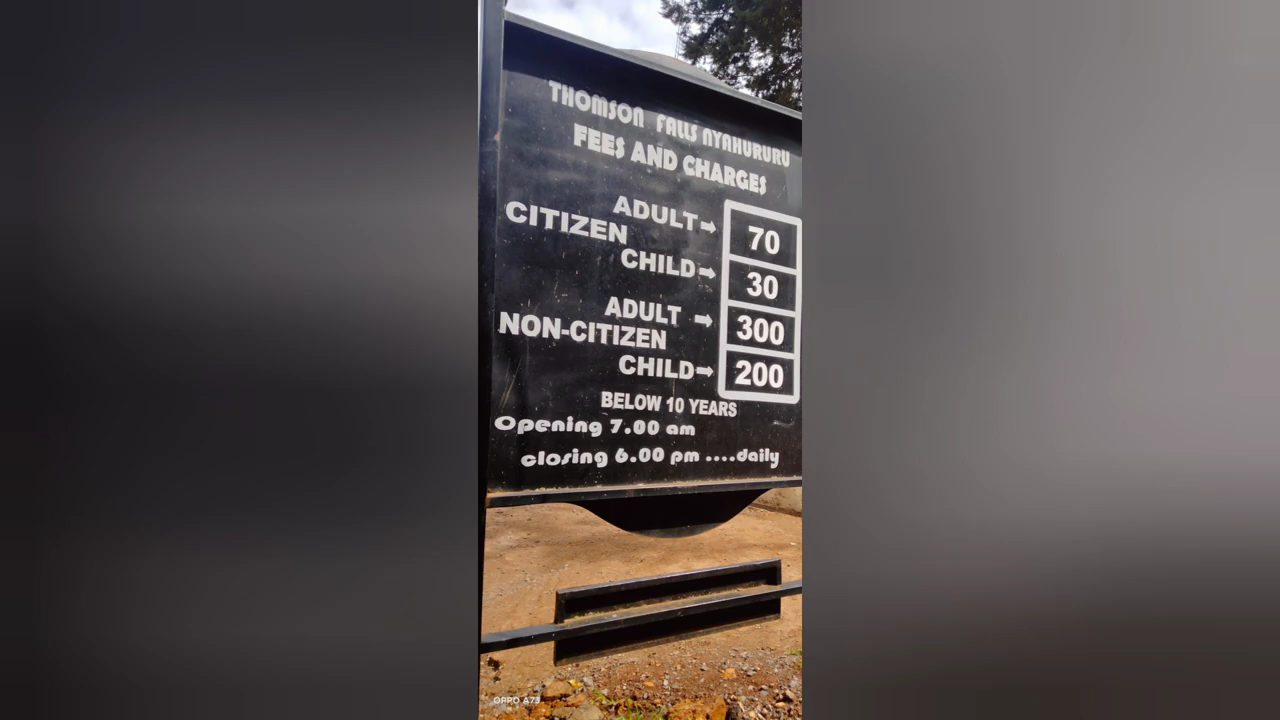 THOMSON FALLS NYAHURURU
FEES AND CHARGES
ADULT→ 70
CITIZEN
CHILD→ 30
ADULT → 300
NON-CITIZEN
CHILD→ 200
BELOW 10 YEARS
Opening 7.00 am
closing 6.00 pm ....daily
OPPO A73